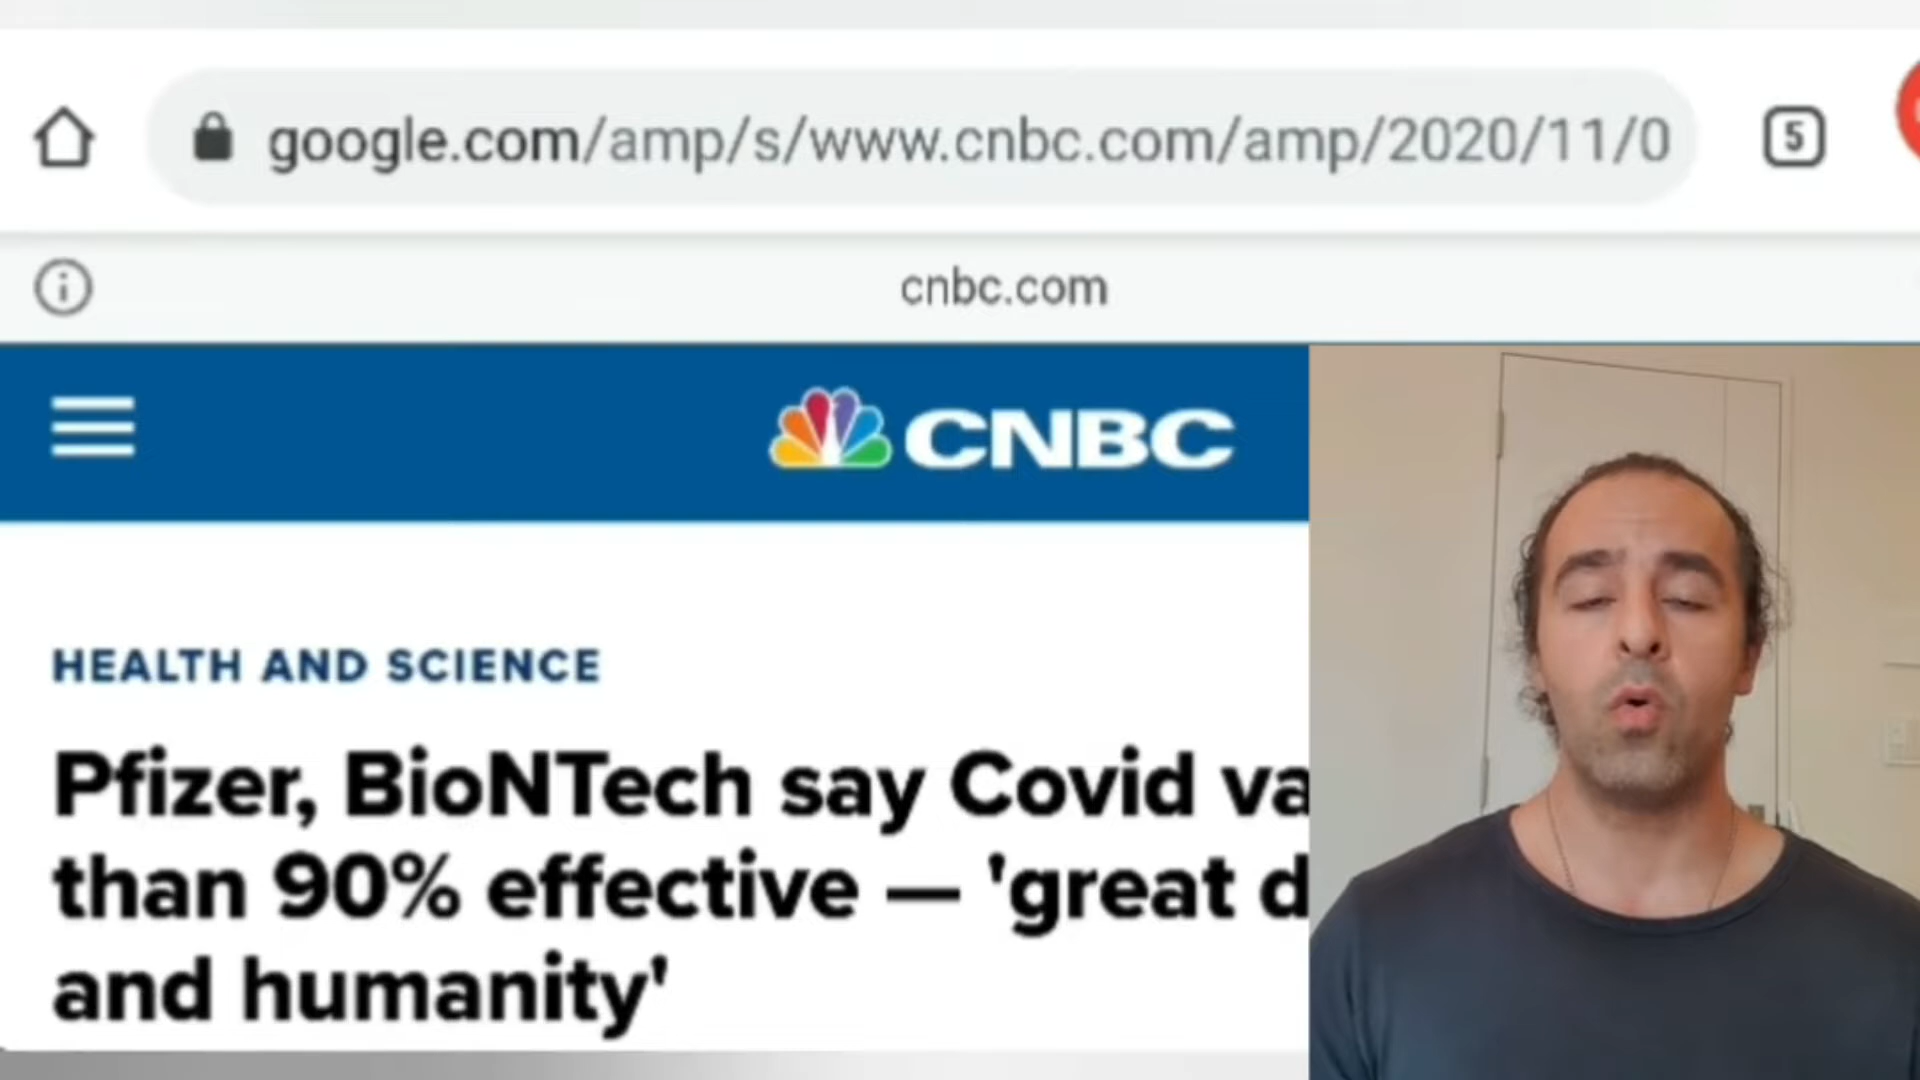 google.com/amp/s/www.cnbc.com/amp/2020/11/0
5
cnbc.com
CNBC
HEALTH AND SCIENCE
Pfizer, BioNTech say Covid va
than 90% effective — 'great d
and humanity'